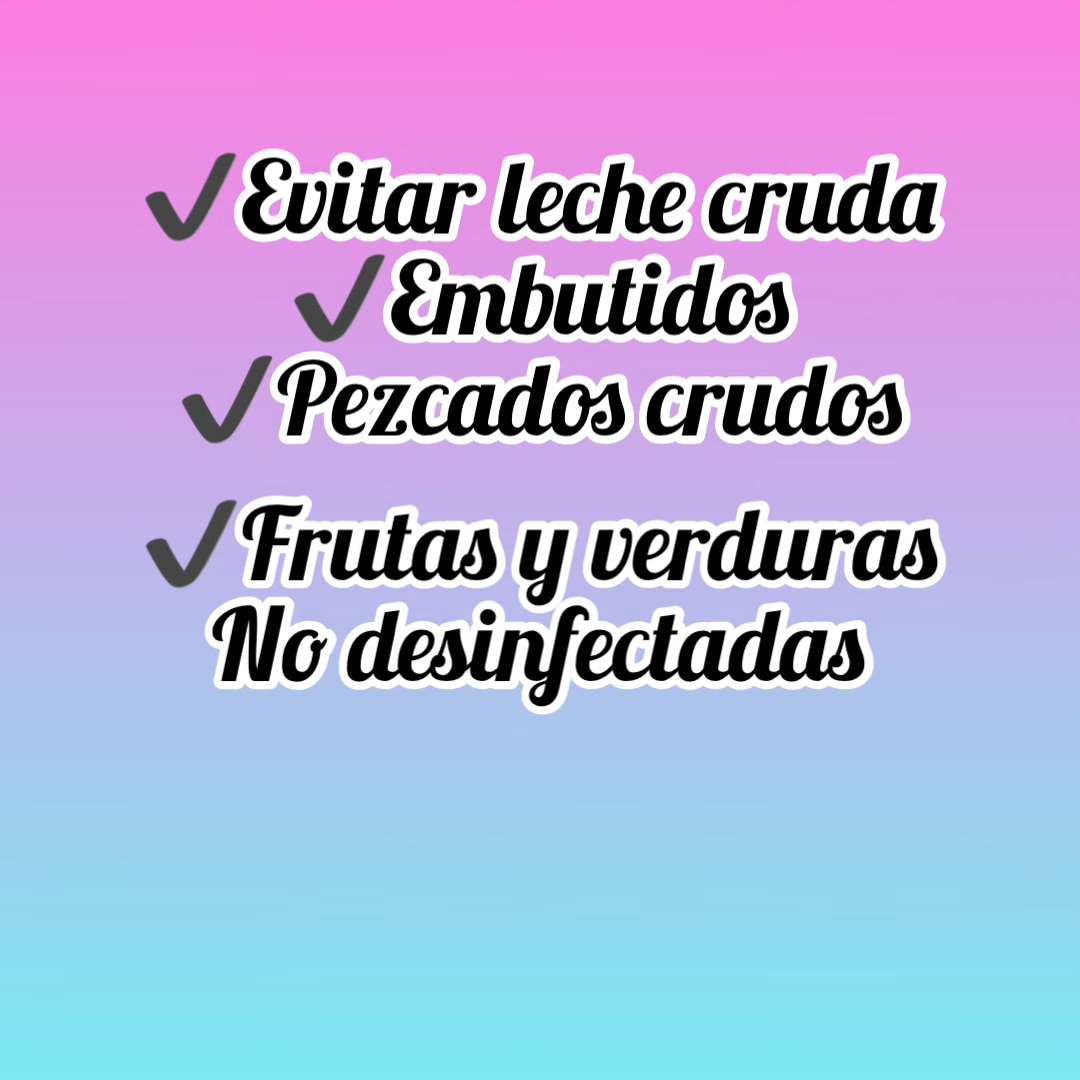 ✔Evitar leche cruda
✔Embutidos
✔Pezcados crudos
✔Frutas y verduras
No desinfectadas